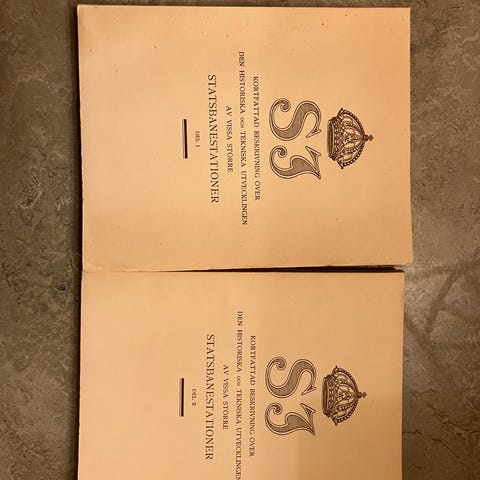 SJ
KORTFATTAD BESKRIVNING ÖVER
DEN HISTORISKA OCH TEKNISKA UTVECKLINGEN
AV VISSA STÖRRE
STATSBANESTATIONER
DEL I
SJ
KORTFATTAD BESKRIVNING ÖVER
DEN HISTORISKA OCH TEKNISKA UTVECKLINGEN
AV VISSA STÖRRE
STATSBANESTATIONER
DEL II